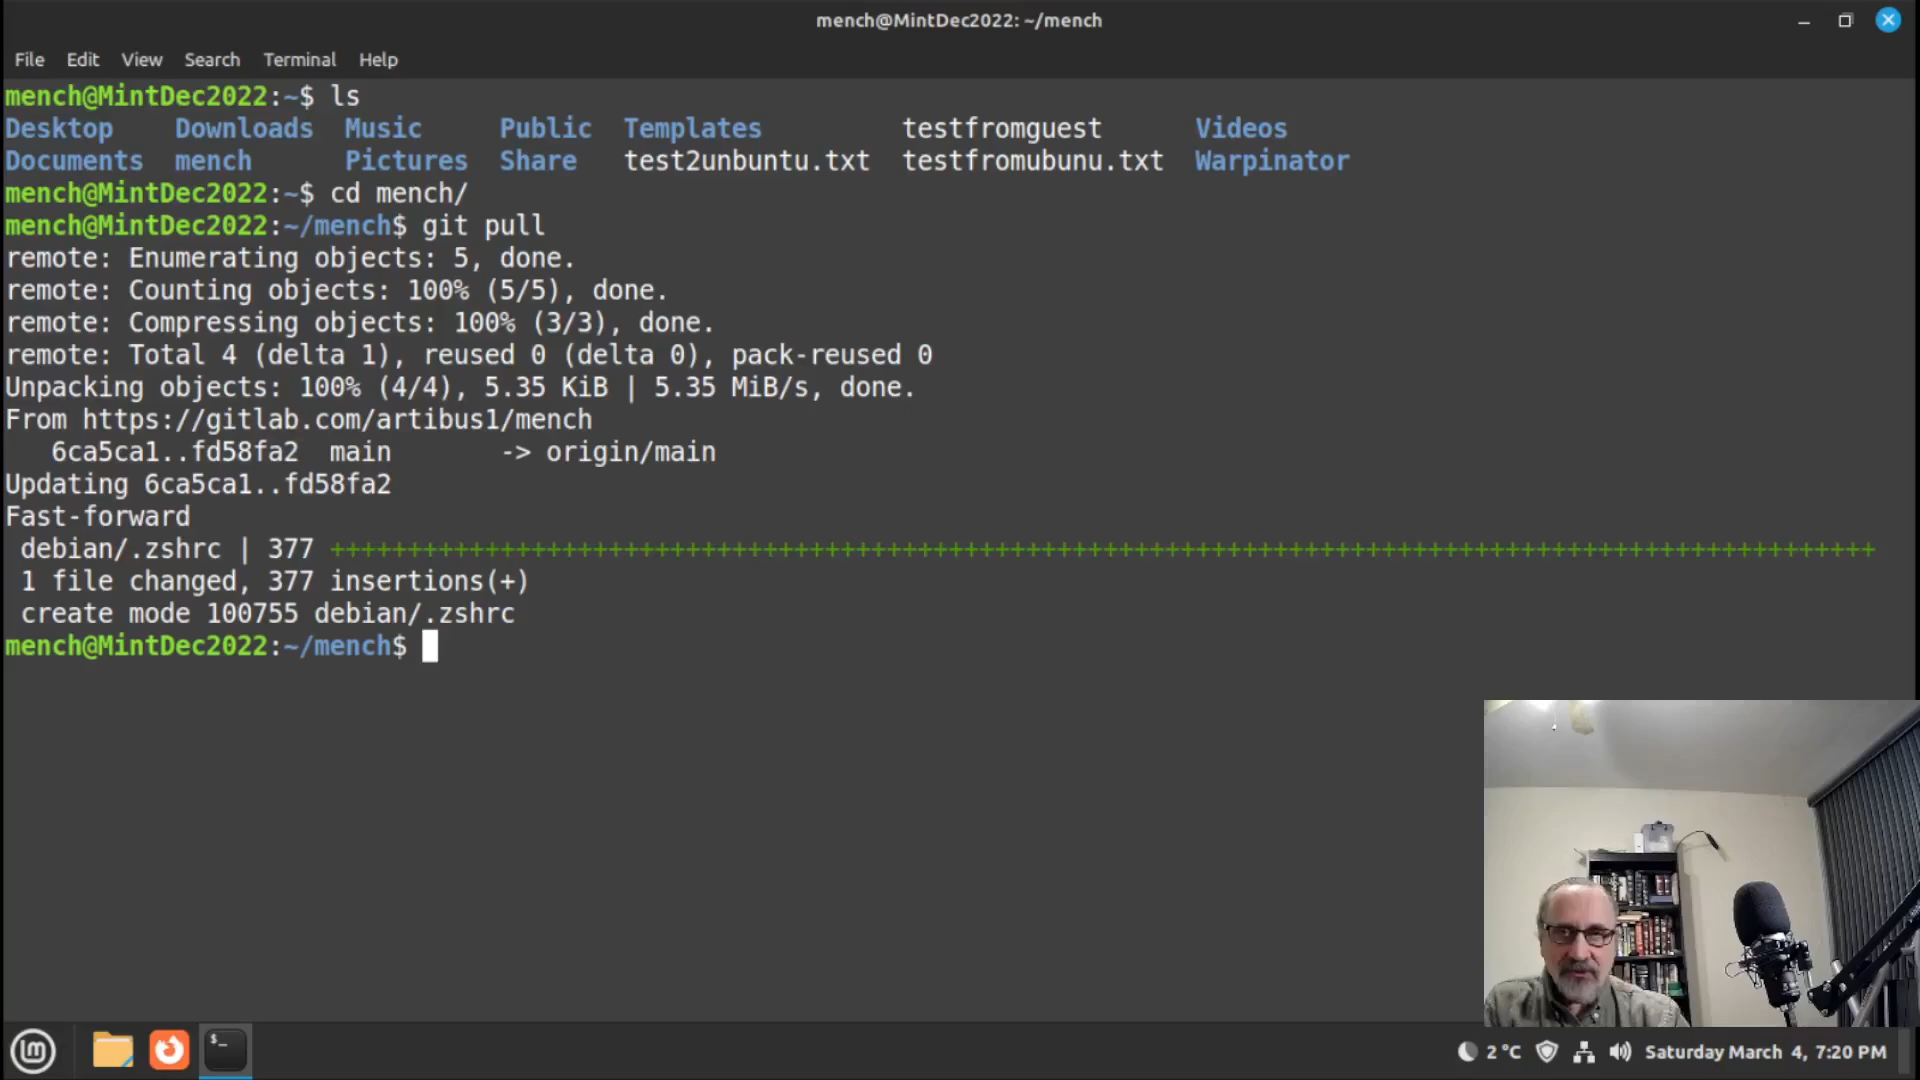 mench@MintDec2022: ~/mench
File Edit View Search Terminal Help
mench@MintDec2022:~$ ls
Desktop Downloads Music Public Templates testfromguest Videos
Documents mench Pictures Share test2unbuntu.txt testfromubunu.txt Warpinator
mench@MintDec2022:~$ cd mench/
mench@MintDec2022:~/mench$ git pull
remote: Enumerating objects: 5, done.
remote: Counting objects: 100% (5/5), done.
remote: Compressing objects: 100% (3/3), done.
remote: Total 4 (delta 1), reused 0 (delta 0), pack-reused 0
Unpacking objects: 100% (4/4), 5.35 KiB | 5.35 MiB/s, done.
From https://gitlab.com/artibus1/mench
6ca5ca1..fd58fa2 main -> origin/main
Updating 6ca5ca1..fd58fa2
Fast-forward
debian/.zshrc | 377 ++++++++++++++++++++++++++++++++++++++++++++++++++++++++++++++++++++++++++++++++++++++++++++++++++++
1 file changed, 377 insertions(+)
create mode 100755 debian/.zshrc
mench@MintDec2022:~/mench$
2 °C Saturday March 4, 7:20 PM